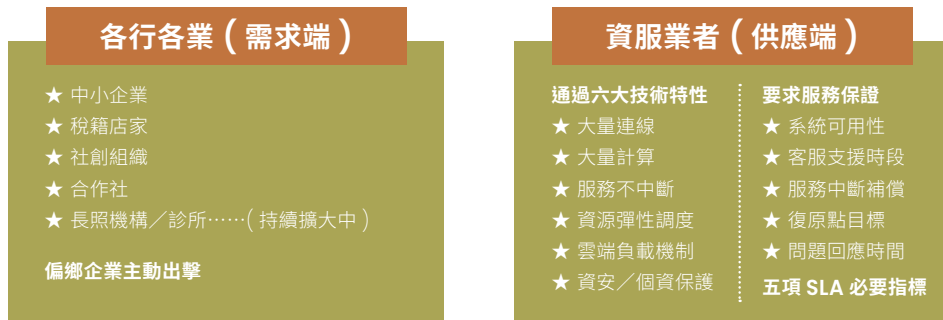 各行各業 ( 需求端 )
★ 中小企業
★ 稅籍店家
★ 社創組織
★ 合作社
★ 長照機構／診所⋯⋯( 持續擴大中 )
偏鄉企業主動出擊
資服業者 ( 供應端 )
通過六大技術特性
★ 大量連線
★ 大量計算
★ 服務不中斷
★ 資源彈性調度
★ 雲端負載機制
★ 資安／個資保護
要求服務保證
★ 系統可用性
★ 客服支援時段
★ 服務中斷補償
★ 復原點目標
★ 問題回應時間
五項 SLA 必要指標